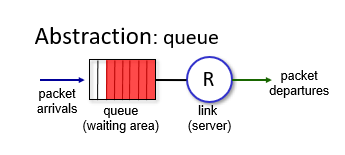 Abstraction: queue
R
packet
arrivals
queue
(waiting area)
link
(server)
packet
departures